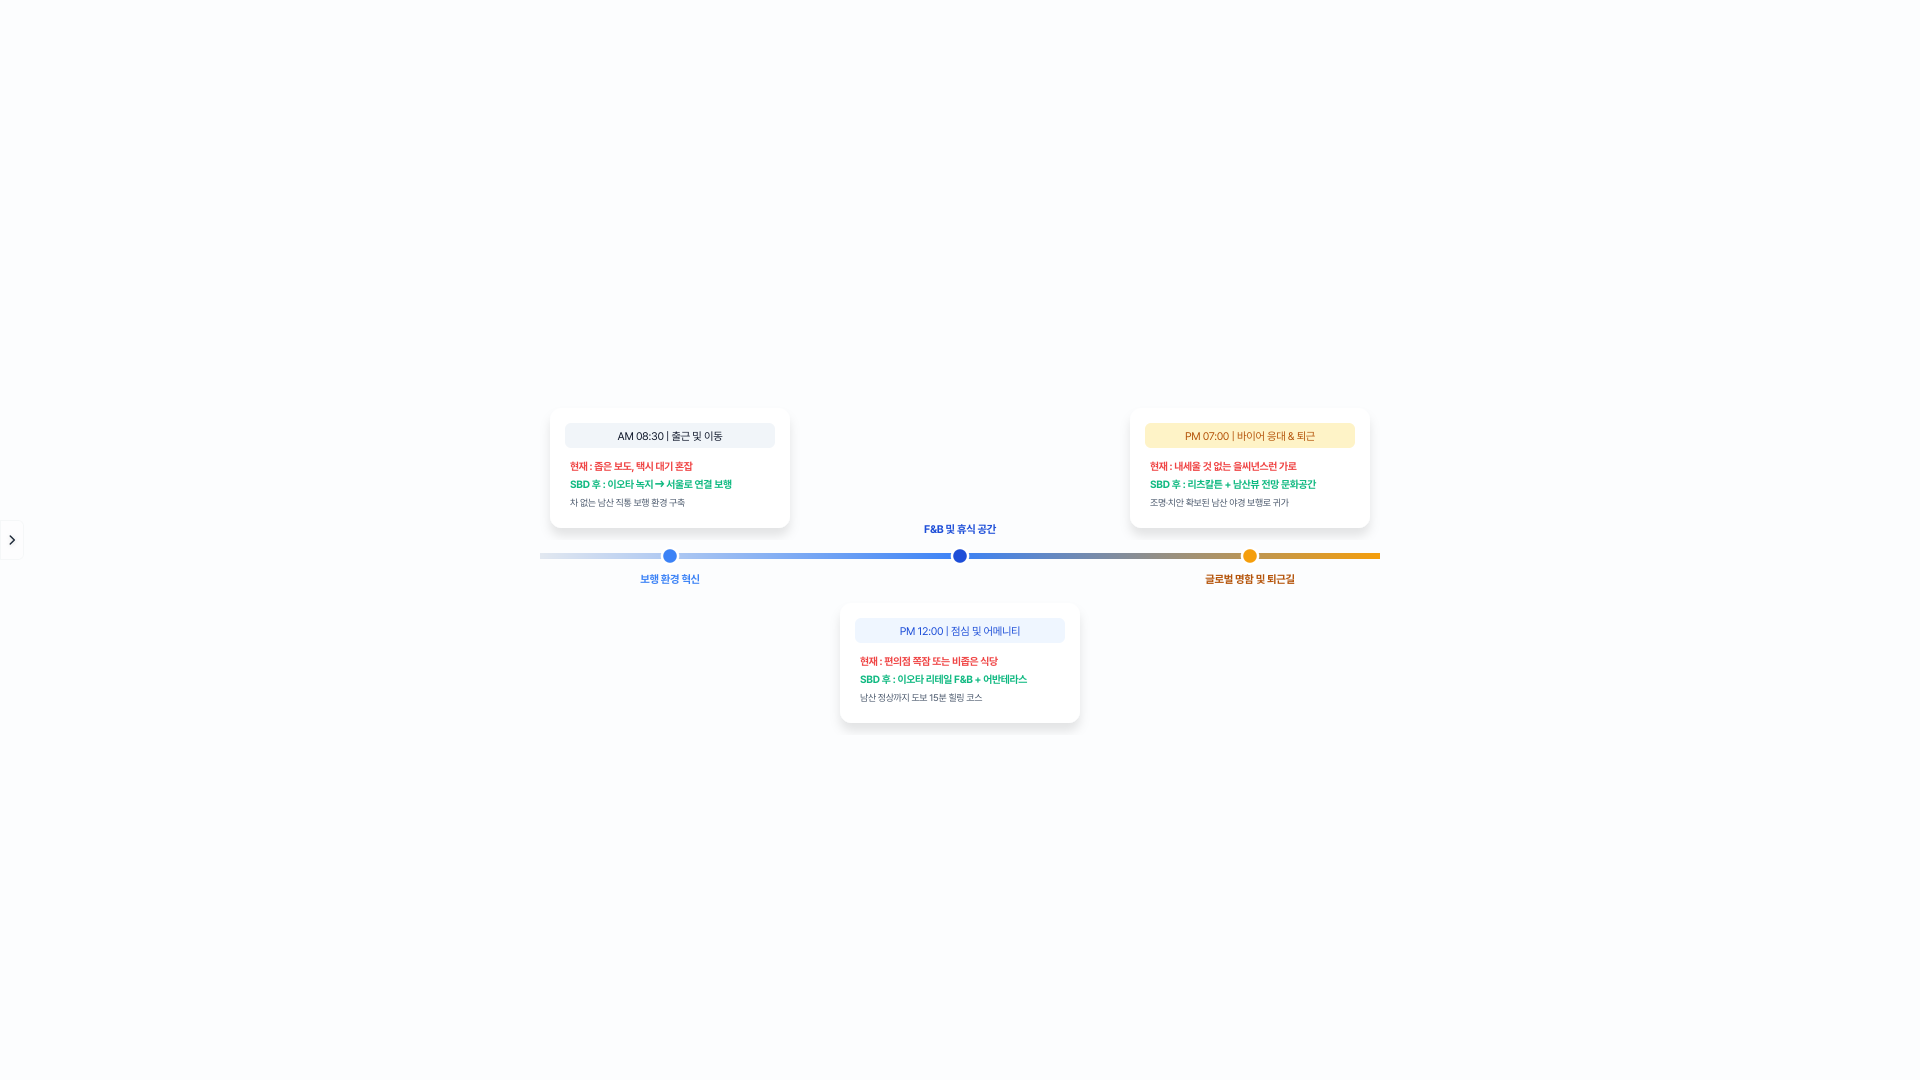 AM 08:30 | 출근 및 이동
현재 : 좁은 보도, 택시 대기 혼잡
SBD 후 : 이오타 녹지 → 서울로 연결 보행
차 없는 남산 직통 보행 환경 구축
보행 환경 혁신
F&B 및 휴식 공간
PM 12:00 | 점심 및 어메니티
현재 : 편의점 쪽잠 또는 비좁은 식당
SBD 후 : 이오타 리테일 F&B + 어반테라스
남산 정상까지 도보 15분 힐링 코스
PM 07:00 | 바이어 응대 & 퇴근
현재 : 내세울 것 없는 을씨년스런 가로
SBD 후 : 리츠칼튼 + 남산뷰 전망 문화공간
조명·치안 확보된 남산 야경 보행로 귀가
글로벌 명함 및 퇴근길